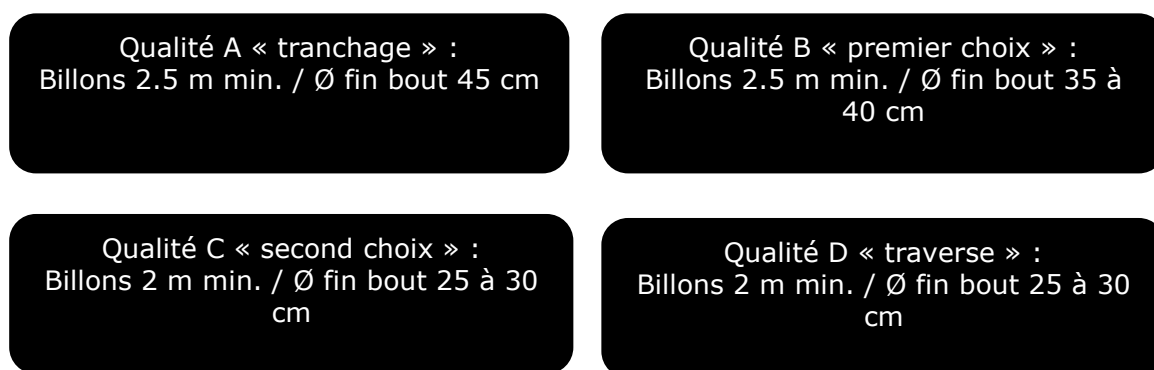 Qualité A « tranchage » :
Billons 2.5 m min. / Ø fin bout 45 cm
Qualité B « premier choix » :
Billons 2.5 m min. / Ø fin bout 35 à
40 cm
Qualité C « second choix » :
Billons 2 m min. / Ø fin bout 25 à 30
cm
Qualité D « traverse » :
Billons 2 m min. / Ø fin bout 25 à 30
cm